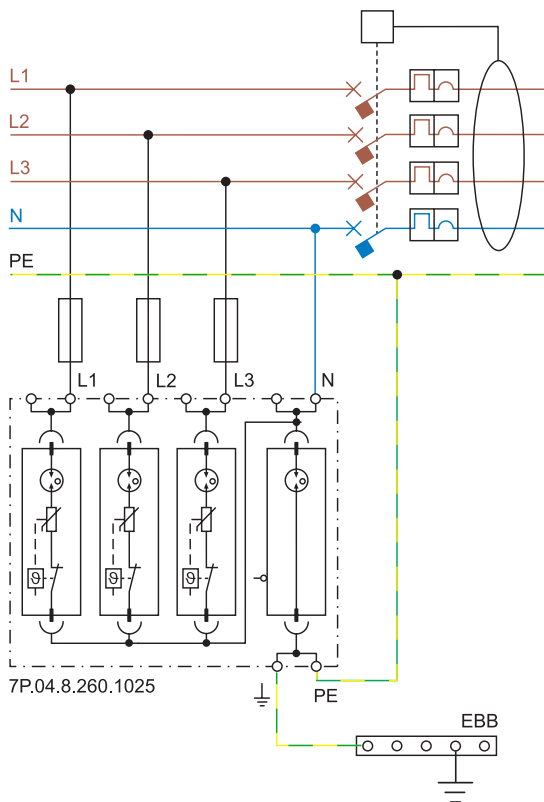 L1
L2
L3
N
PE
L1 L2 L3 N
ϑ ϑ ϑ
7P.04.8.260.1025
PE
EBB